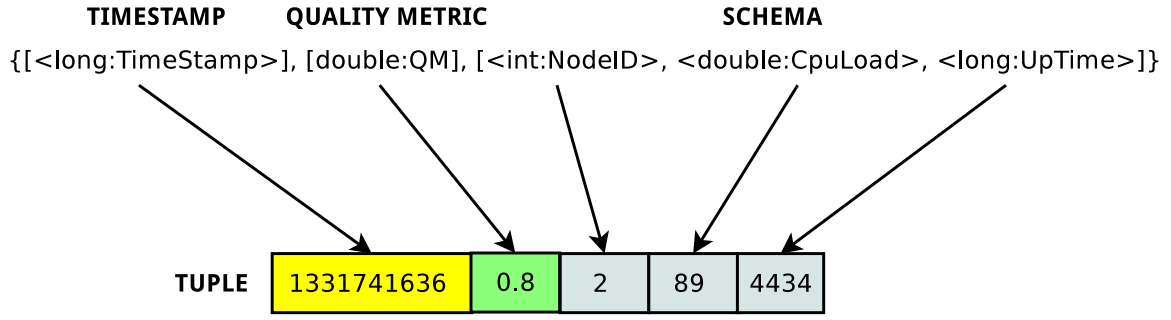 TIMESTAMP QUALITY METRIC SCHEMA
{[<long:TimeStamp>], [double:QM], [<int:NodeID>, <double:CpuLoad>, <long:UpTime>]}
TUPLE 1331741636 0.8 2 89 4434